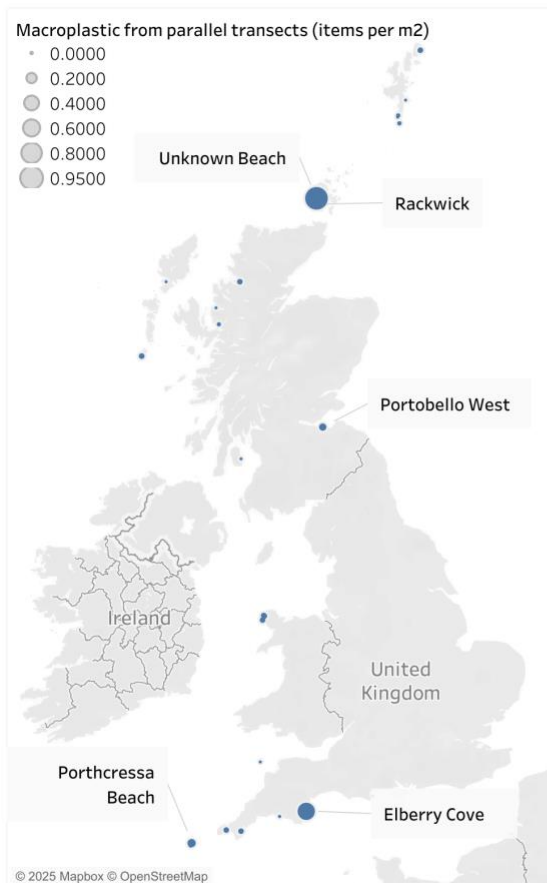 Macroplastic from parallel transects (items per m2)
0.0000
0.2000
0.4000
0.6000
0.8000
0.9500
Unknown Beach
Rackwick
Portobello West
Ireland
United
Kingdom
Porthcressa
Beach
Elberry Cove
© 2025 Mapbox © OpenStreetMap